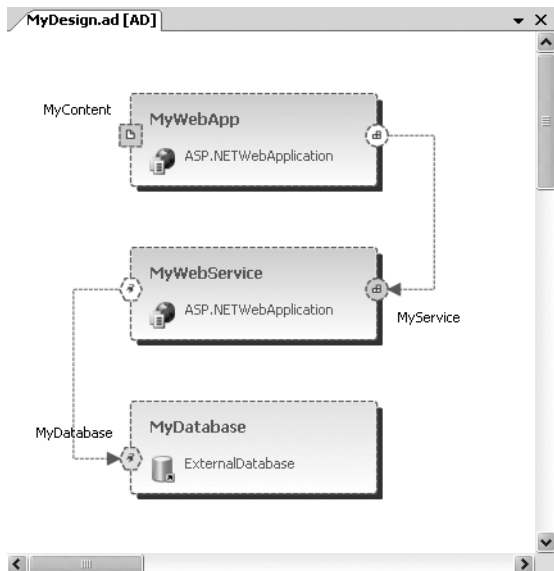 MyDesign.ad [AD]
MyContent
MyWebApp
ASP.NETWebApplication
MyWebService
ASP.NETWebApplication
MyService
MyDatabase
MyDatabase
ExternalDatabase